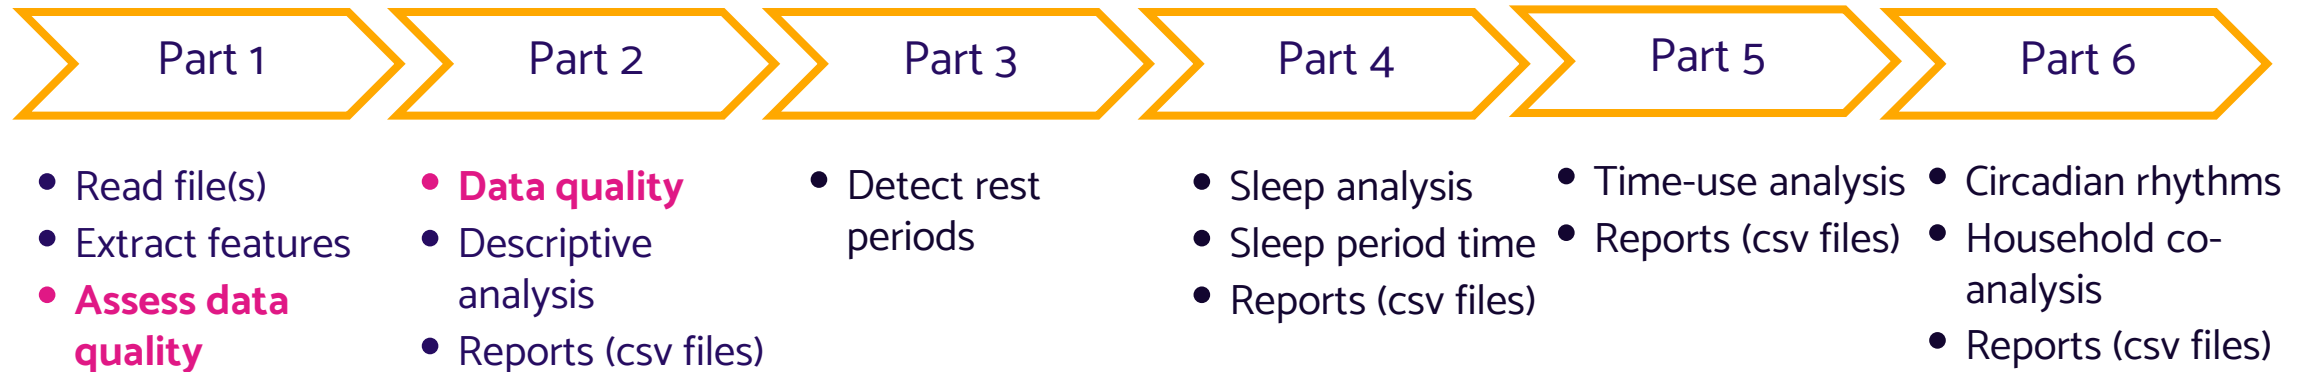 Part 1
Part 2
Part 3
Part 4
Part 5
Part 6
• Read file(s)
• Extract features
• Assess data
quality
• Data quality
• Descriptive
analysis
• Reports (csv files)
• Detect rest
periods
• Sleep analysis
• Sleep period time
• Reports (csv files)
• Time-use analysis
• Reports (csv files)
• Circadian rhythms
• Household co-
analysis
• Reports (csv files)